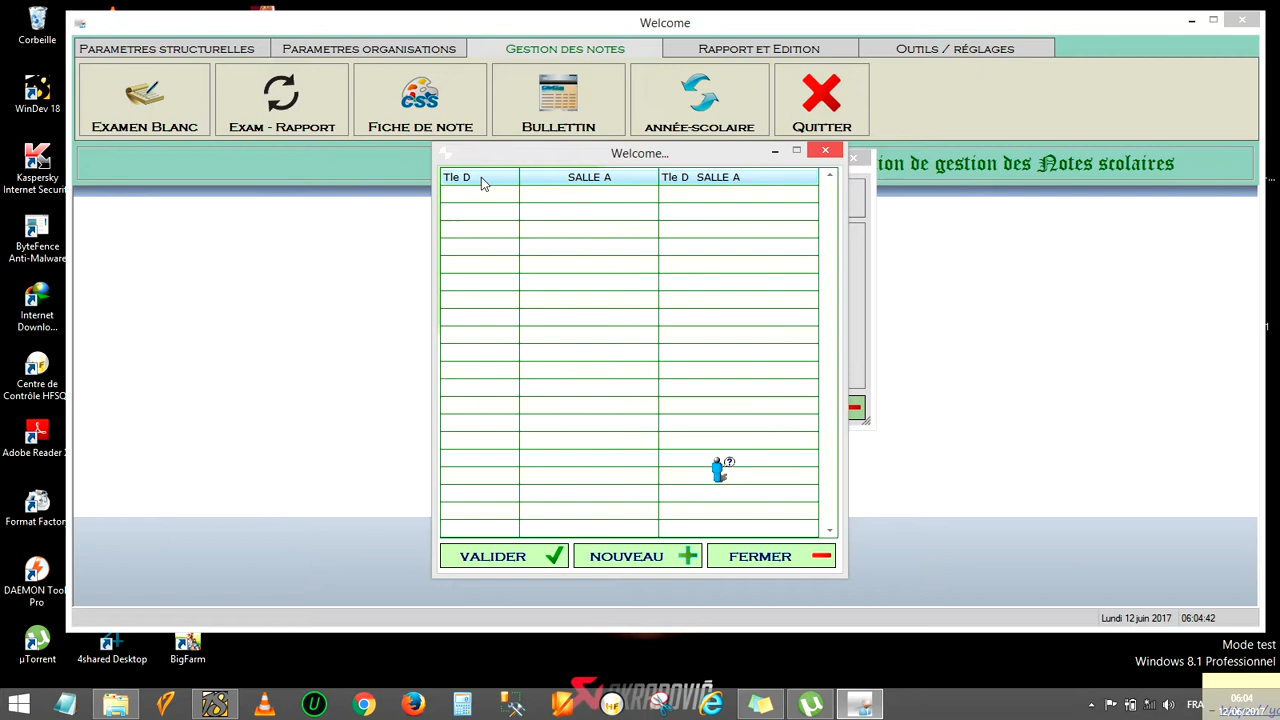 Corbeille
WinDev 18
Kaspersky
Internet Securi
ByteFence
Anti-Malware
Internet
Downlo...
Centre de
Contrôle HFSQ
Adobe Reader
Format Factor
DAEMON Tool
Pro
µTorrent
4shared Desktop
BigFarm
Welcome
PARAMETRES STRUCTURELLES
PARAMETRES ORGANISATIONS
GESTION DES NOTES
RAPPORT ET EDITION
OUTILS / RÉGLAGES
EXAMEN BLANC
EXAM - RAPPORT
CSS
FICHE DE NOTE
BULLETTIN
ANNÉE-SCOLAIRE
QUITTER
ion de gestion des Notes scolaires
Welcome...
Tle D
SALLE A
Tle D SALLE A
VALIDER
NOUVEAU
FERMER
Lundi 12 juin 2017
06:04:42
Mode test
Windows 8.1 Professionnel
AKRAPOVIČ
FRA
06:04
12/06/2017